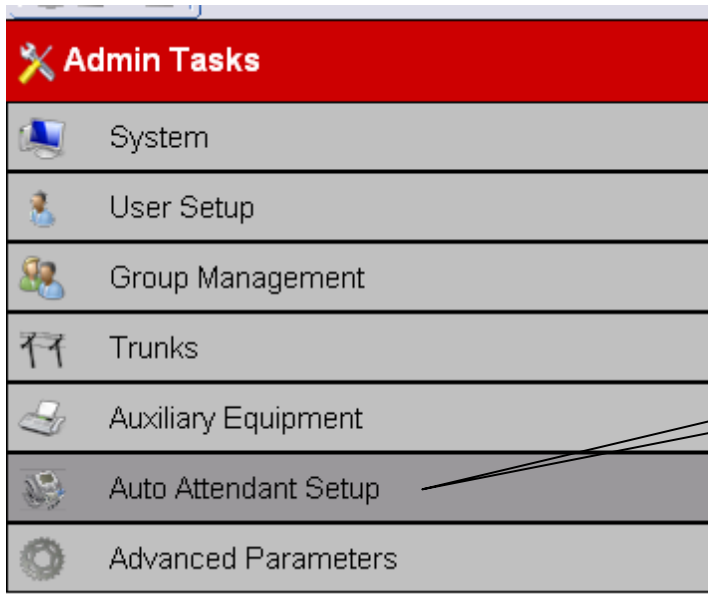 Admin Tasks
System
User Setup
Group Management
Trunks
Auxiliary Equipment
Auto Attendant Setup
Advanced Parameters